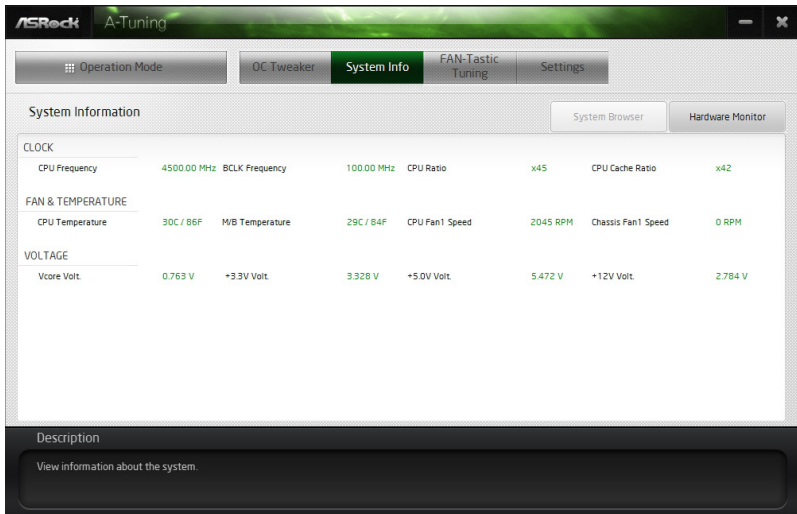 ASRock A-Tuning
Operation Mode OC Tweaker System Info FAN-Tastic Tuning Settings
System Information System Browser Hardware Monitor
CLOCK
CPU Frequency 4500.00 MHz BCLK Frequency 100.00 MHz CPU Ratio x45 CPU Cache Ratio x42
FAN & TEMPERATURE
CPU Temperature 30C / 86F M/B Temperature 29C / 84F CPU Fan1 Speed 2045 RPM Chassis Fan1 Speed 0 RPM
VOLTAGE
Vcore Volt. 0.763 V +3.3V Volt. 3.328 V +5.0V Volt. 5.472 V +12V Volt. 2.784 V
Description
View information about the system.